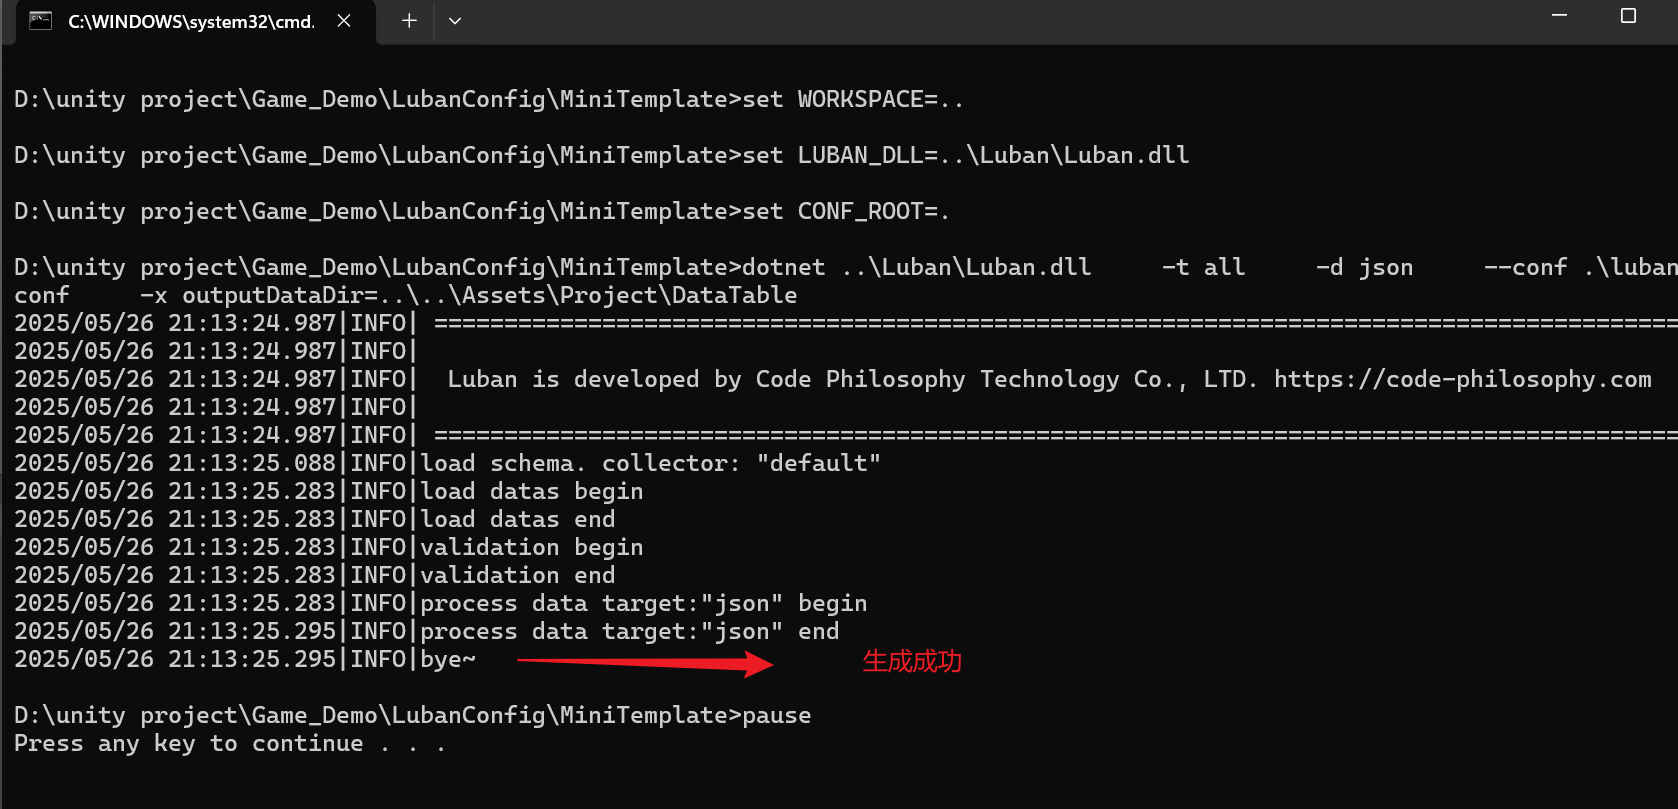 C:\WINDOWS\system32\cmd.
D:\unity project\Game_Demo\LubanConfig\MiniTemplate>set WORKSPACE=..
D:\unity project\Game_Demo\LubanConfig\MiniTemplate>set LUBAN_DLL=..\Luban\Luban.dll
D:\unity project\Game_Demo\LubanConfig\MiniTemplate>set CONF_ROOT=.
D:\unity project\Game_Demo\LubanConfig\MiniTemplate>dotnet ..\Luban\Luban.dll     -t all     -d json     --conf .\luban
conf     -x outputDataDir=..\..\Assets\Project\DataTable
2025/05/26 21:13:24.987|INFO| =========================================================================================
2025/05/26 21:13:24.987|INFO|
2025/05/26 21:13:24.987|INFO|  Luban is developed by Code Philosophy Technology Co., LTD. https://code-philosophy.com
2025/05/26 21:13:24.987|INFO|
2025/05/26 21:13:24.987|INFO| =========================================================================================
2025/05/26 21:13:25.088|INFO|load schema. collector: "default"
2025/05/26 21:13:25.283|INFO|load datas begin
2025/05/26 21:13:25.283|INFO|load datas end
2025/05/26 21:13:25.283|INFO|validation begin
2025/05/26 21:13:25.283|INFO|validation end
2025/05/26 21:13:25.283|INFO|process data target:"json" begin
2025/05/26 21:13:25.295|INFO|process data target:"json" end
2025/05/26 21:13:25.295|INFO|bye~ 生成成功
D:\unity project\Game_Demo\LubanConfig\MiniTemplate>pause
Press any key to continue . . .